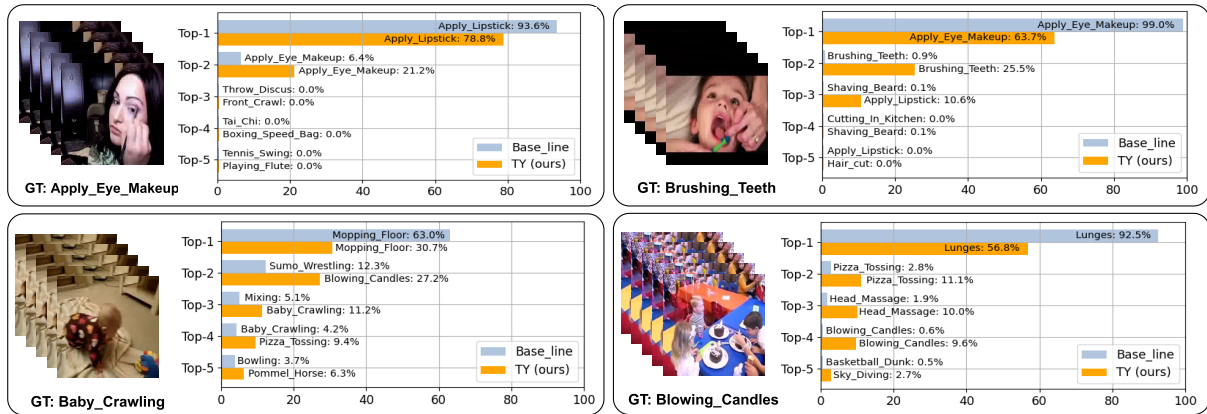 Top-1
Apply_Lipstick: 93.6%
Apply_Lipstick: 78.8%
Top-2
Apply_Eye_Makeup: 6.4%
Apply_Eye_Makeup: 21.2%
Top-3
Throw_Discus: 0.0%
Front_Crawl: 0.0%
Top-4
Tai_Chi: 0.0%
Boxing_Speed_Bag: 0.0%
Top-5
Tennis_Swing: 0.0%
Playing_Flute: 0.0%
Base_line
TY (ours)
0 20 40 60 80 100
GT: Apply_Eye_Makeup
Top-1
Apply_Eye_Makeup: 99.0%
Apply_Eye_Makeup: 63.7%
Top-2
Brushing_Teeth: 0.9%
Brushing_Teeth: 25.5%
Top-3
Shaving_Beard: 0.1%
Apply_Lipstick: 10.6%
Top-4
Cutting_In_Kitchen: 0.0%
Shaving_Beard: 0.1%
Top-5
Apply_Lipstick: 0.0%
Hair_cut: 0.0%
Base_line
TY (ours)
0 20 40 60 80 100
GT: Brushing_Teeth
Top-1
Mopping_Floor: 63.0%
Mopping_Floor: 30.7%
Top-2
Sumo_Wrestling: 12.3%
Blowing_Candles: 27.2%
Top-3
Mixing: 5.1%
Baby_Crawling: 11.2%
Top-4
Baby_Crawling: 4.2%
Pizza_Tossing: 9.4%
Top-5
Bowling: 3.7%
Pommel_Horse: 6.3%
Base_line
TY (ours)
0 20 40 60 80 100
GT: Baby_Crawling
Top-1
Lunges: 92.5%
Lunges: 56.8%
Top-2
Pizza_Tossing: 2.8%
Pizza_Tossing: 11.1%
Top-3
Head_Massage: 1.9%
Head_Massage: 10.0%
Top-4
Blowing_Candles: 0.6%
Blowing_Candles: 9.6%
Top-5
Basketball_Dunk: 0.5%
Sky_Diving: 2.7%
Base_line
TY (ours)
0 20 40 60 80 100
GT: Blowing_Candles